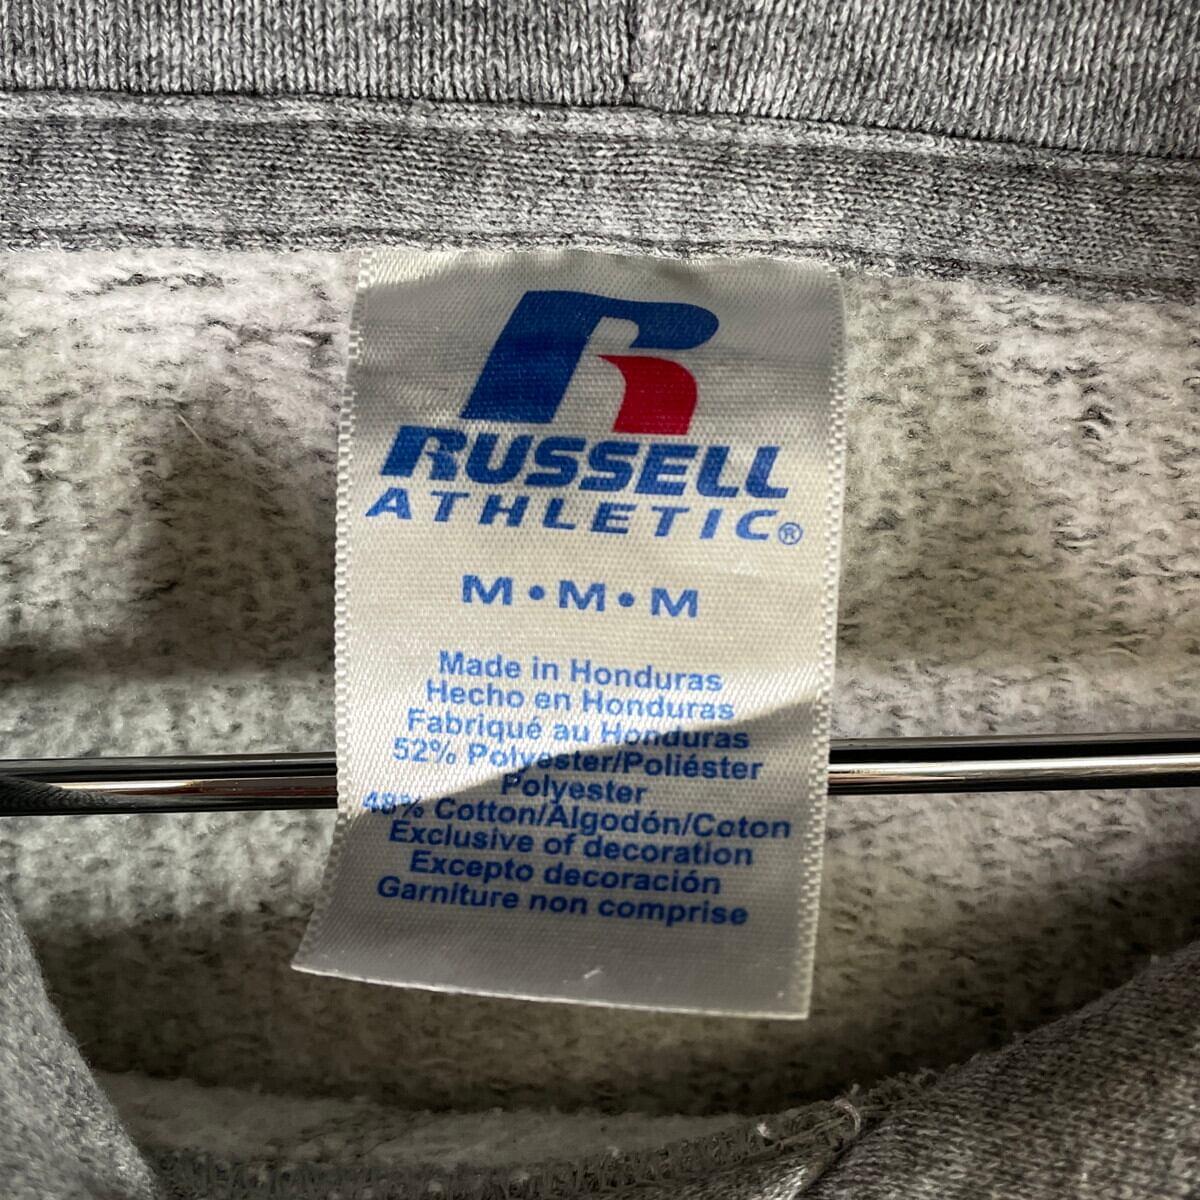 R
RUSSELL
ATHLETIC®
M•M•M
Made in Honduras
Hecho en Honduras
Fabriqué au Honduras
52% Polyester/Poliéster
Polyester
48% Cotton/Algodón/Coton
Exclusive of decoration
Excepto decoración
Garniture non comprise